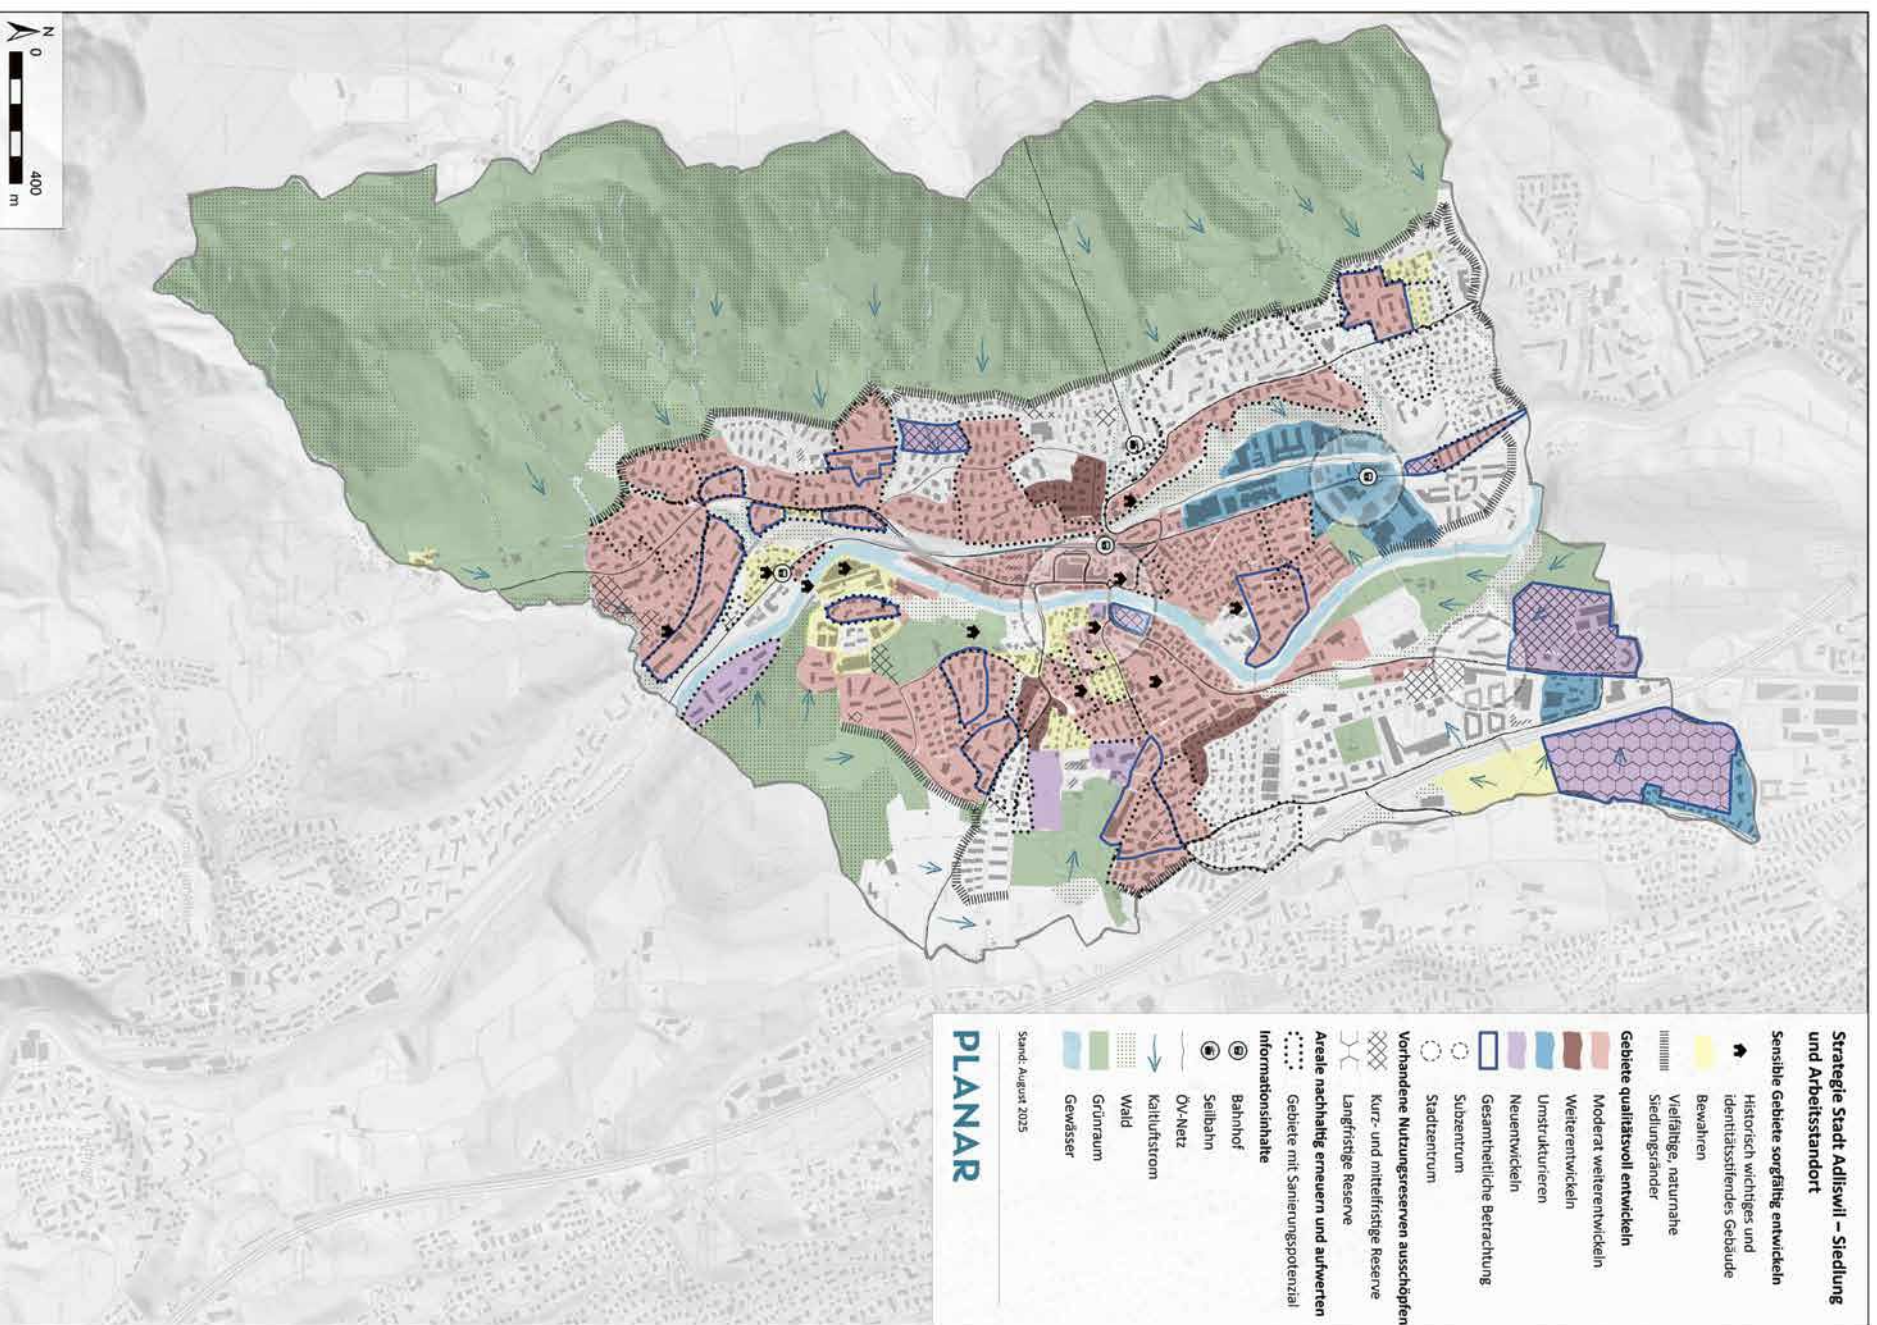 Strategie Stadt Adliswil – Siedlung
und Arbeitsstandort
Sensible Gebiete sorgfältig entwickeln
Historisch wichtiges und
identitätsstiftendes Gebäude
Bewahren
Vielfältige, naturnahe
Siedlungsränder
Gebiete qualitätsvoll entwickeln
Moderat weiterentwickeln
Weiterentwickeln
Umstrukturieren
Neuentwickeln
Gesamtheitliche Betrachtung
Subzentrum
Stadtzentrum
Vorhandene Nutzungsreserven ausschöpfen
Kurz- und mittelfristige Reserve
Langfristige Reserve
Areale nachhaltig erneuern und aufwerten
Gebiete mit Sanierungspotenzial
Informationsinhalte
Bahnhof
Seilbahn
ÖV-Netz
Kaltluftstrom
Wald
Grünraum
Gewässer
Stand: August 2025
PLANAR
N
0 400 m